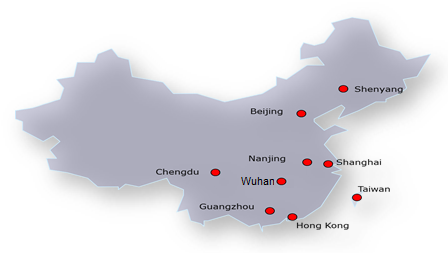 Shenyang
Beijing
Nanjing
Shanghai
Chengdu
Wuhan
Taiwan
Guangzhou
Hong Kong